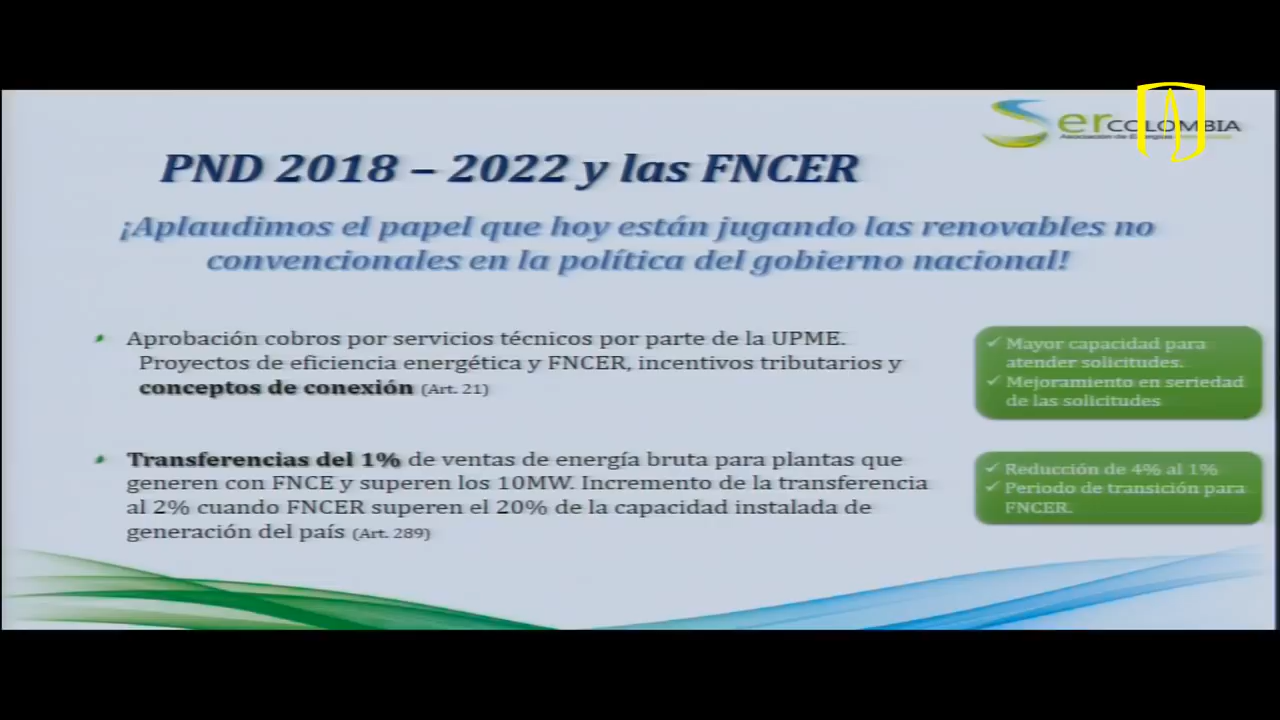 Ser COLOMBIA
Asociación de Energías
PND 2018 – 2022 y las FNCER
¡Aplaudimos el papel que hoy están jugando las renovables no
convencionales en la política del gobierno nacional!
Aprobación cobros por servicios técnicos por parte de la UPME.
Proyectos de eficiencia energética y FNCER, incentivos tributarios y
conceptos de conexión (Art. 21)
✓ Mayor capacidad para
atender solicitudes.
✓ Mejoramiento en seriedad
de las solicitudes
Transferencias del 1% de ventas de energía bruta para plantas que
generen con FNCE y superen los 10MW. Incremento de la transferencia
al 2% cuando FNCER superen el 20% de la capacidad instalada de
generación del país (Art. 289)
✓ Reducción de 4% al 1%
✓ Periodo de transición para
FNCER.